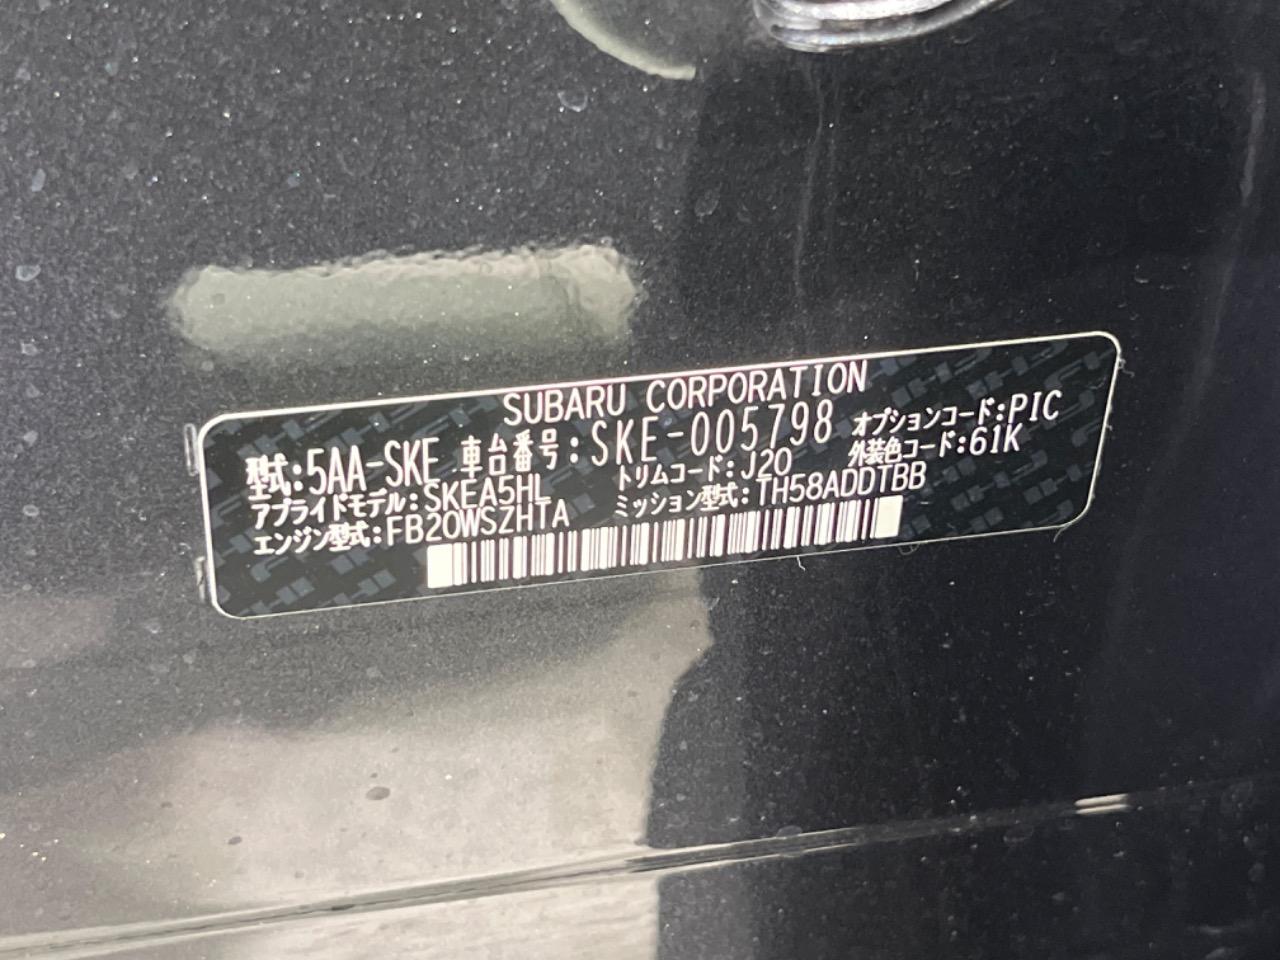 SUBARU CORPORATION
型式:5AA-SKE 車台番号:SKE-005798 オプションコード:PIC
アプライドモデル:SKEA5HL トリムコード:J20 外装色コード:61K
エンジン型式:FB20WSZHTA ミッション型式:TH58ADDTBB